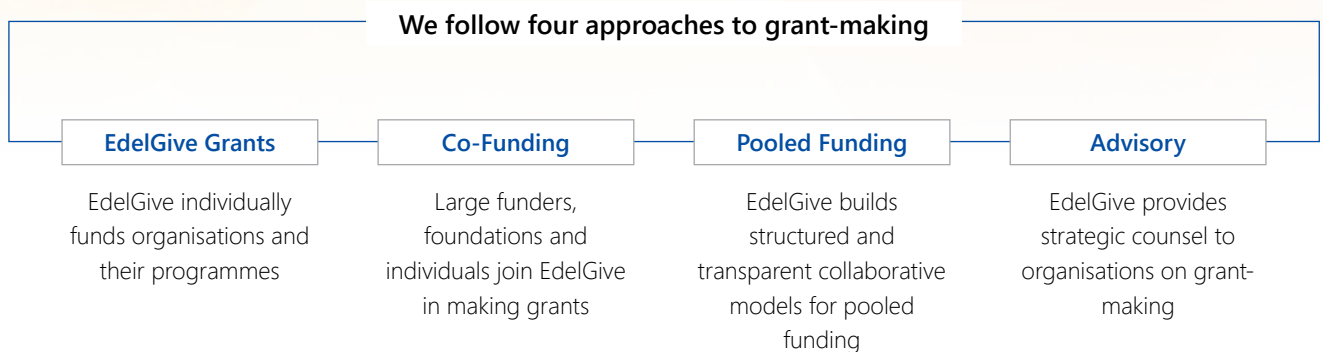 We follow four approaches to grant-making
EdelGive Grants
EdelGive individually
funds organisations and
their programmes
Co-Funding
Large funders,
foundations and
individuals join EdelGive
in making grants
Pooled Funding
EdelGive builds
structured and
transparent collaborative
models for pooled
funding
Advisory
EdelGive provides
strategic counsel to
organisations on grant-
making